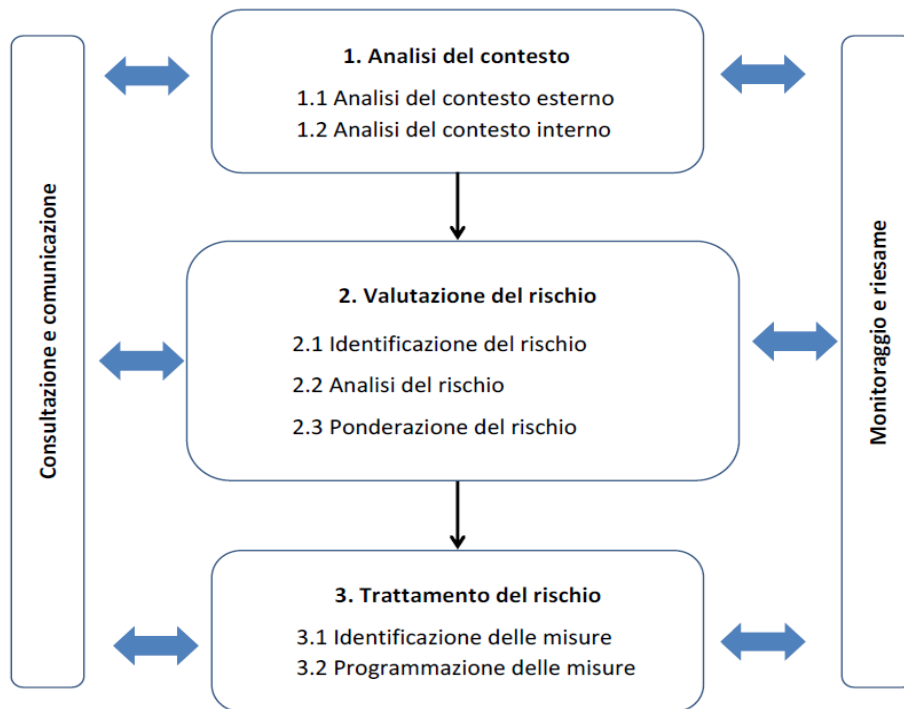 Consultazione e comunicazione
1. Analisi del contesto
1.1 Analisi del contesto esterno
1.2 Analisi del contesto interno
2. Valutazione del rischio
2.1 Identificazione del rischio
2.2 Analisi del rischio
2.3 Ponderazione del rischio
3. Trattamento del rischio
3.1 Identificazione delle misure
3.2 Programmazione delle misure
Monitoraggio e riesame